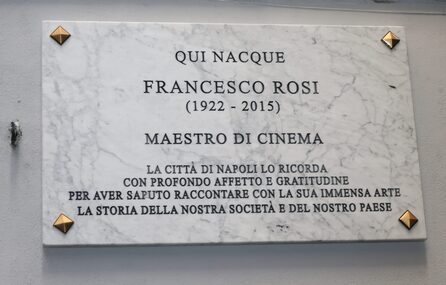 QUI NACQUE
FRANCESCO ROSI
(1922 - 2015)
MAESTRO DI CINEMA
LA CITTÀ DI NAPOLI LO RICORDA
CON PROFONDO AFFETTO E GRATITUDINE
PER AVER SAPUTO RACCONTARE CON LA SUA IMMENSA ARTE
LA STORIA DELLA NOSTRA SOCIETÀ E DEL NOSTRO PAESE